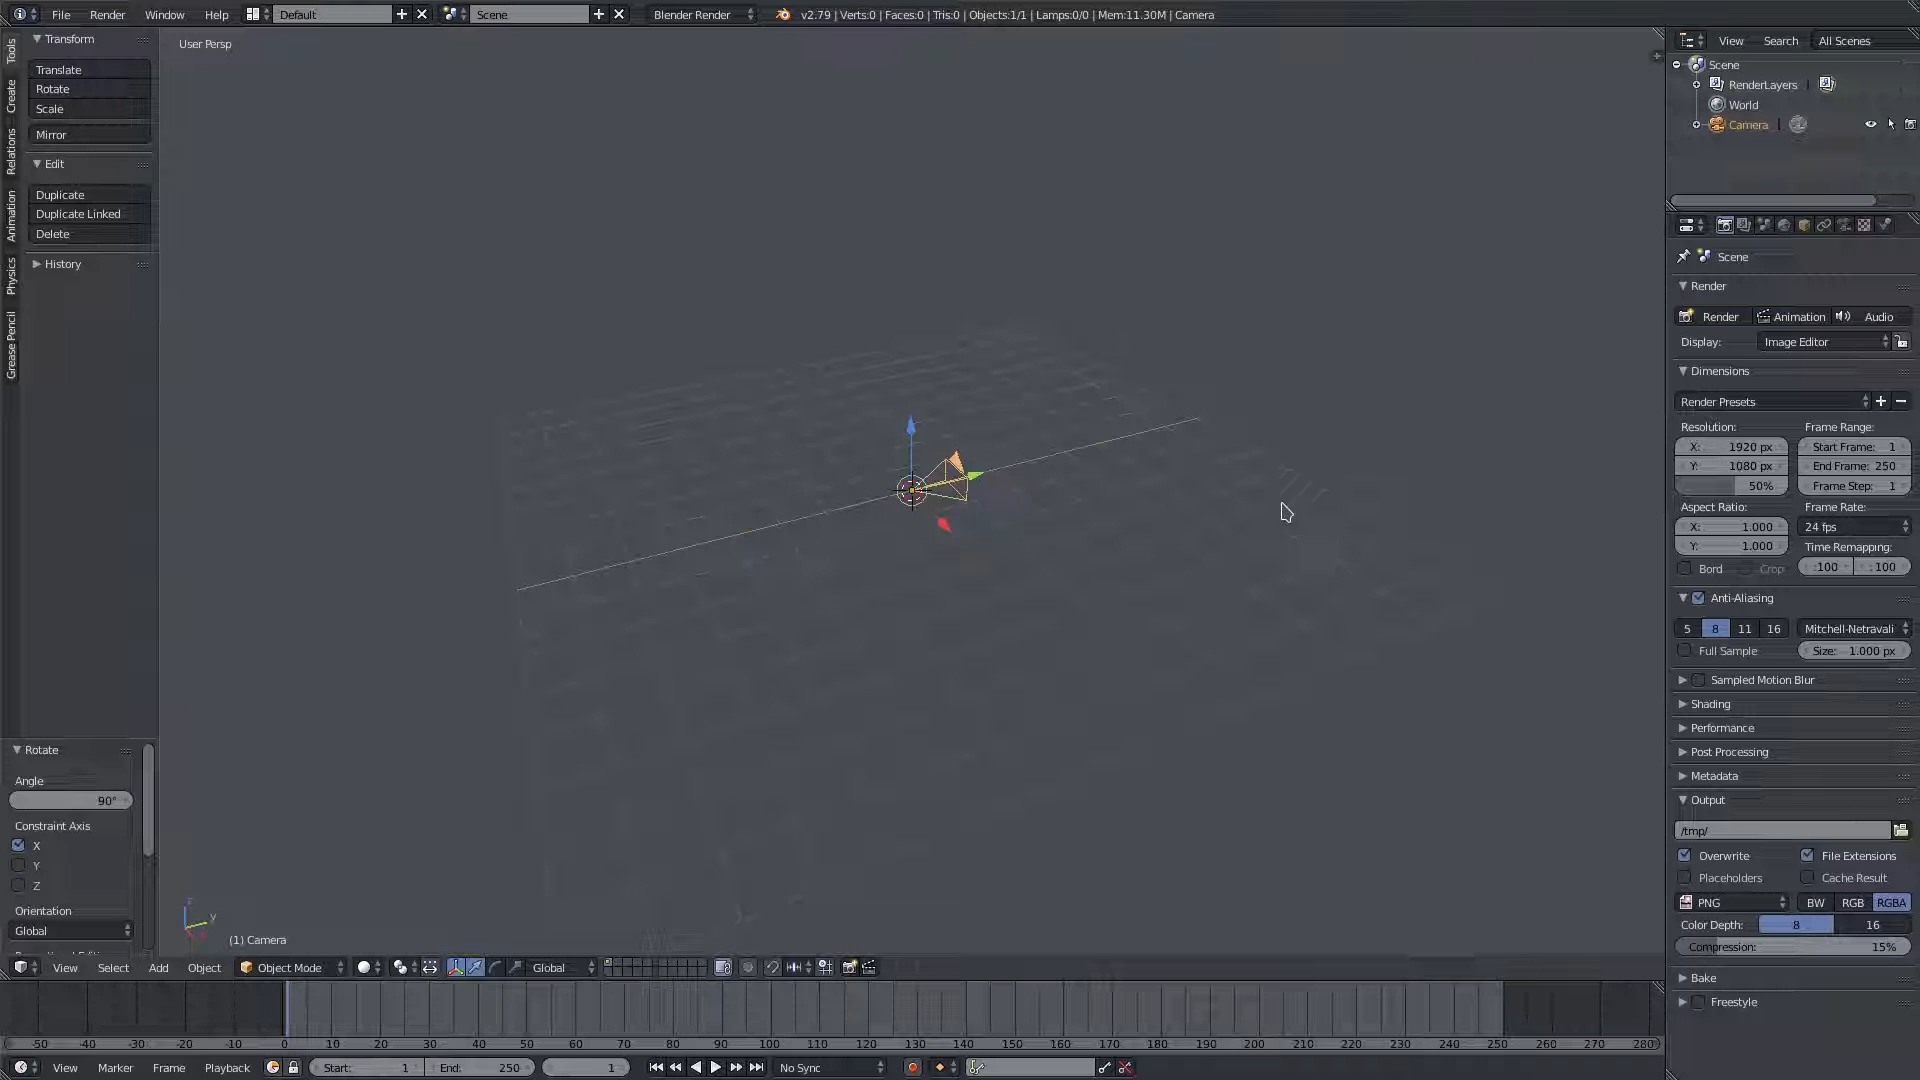 File Render Window Help Default Scene Blender Render v2.79 | Verts:0 | Faces:0 | Tris:0 | Objects:1/1 | Lamps:0/0 | Mem:11.30M | Camera
Tools
Create
Relations
Animation
Physics
Grease Pencil
Transform
Translate
Rotate
Scale
Mirror
Edit
Duplicate
Duplicate Linked
Delete
History
Rotate
Angle
90°
Constraint Axis
X
Y
Z
Orientation
Global
User Persp
y
(1) Camera
View Select Add Object Object Mode Global
-50 -40 -30 -20 -10 0 10 20 30 40 50 60 70 80 90 100 110 120 130 140 150 160 170 180 190 200 210 220 230 240 250 260 270 280
View Marker Frame Playback Start: 1 End: 250 1 No Sync
View Search All Scenes
Scene
RenderLayers |
World
Camera |
Scene
Render
Render Animation Audio
Display: Image Editor
Dimensions
Render Presets
Resolution: Frame Range:
X: 1920 px Start Frame: 1
Y: 1080 px End Frame: 250
50% Frame Step: 1
Aspect Ratio: Frame Rate:
X: 1.000 24 fps
Y: 1.000 Time Remapping:
Bord Crop :100 :100
Anti-Aliasing
5 8 11 16 Mitchell-Netravali
Full Sample Size: 1.000 px
Sampled Motion Blur
Shading
Performance
Post Processing
Metadata
Output
/tmp/
Overwrite File Extensions
Placeholders Cache Result
PNG BW RGB RGBA
Color Depth: 8 16
Compression: 15%
Bake
Freestyle